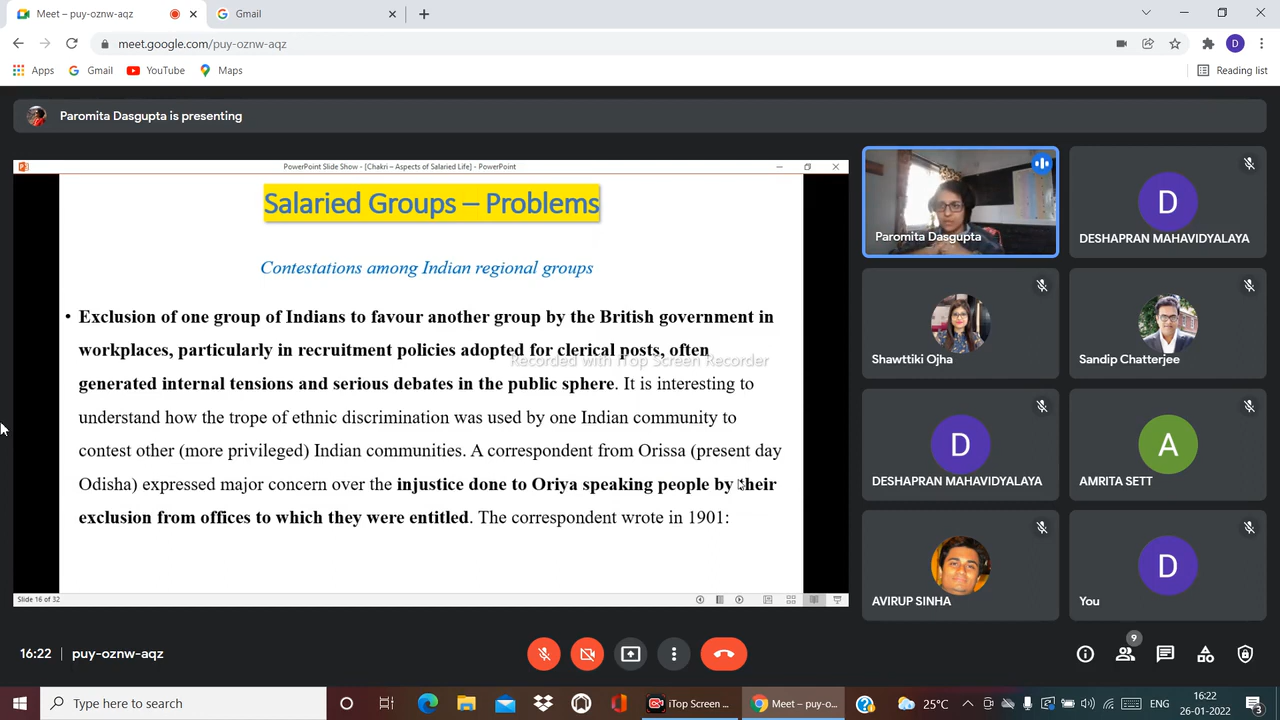 Meet – puy-oznw-aqz
Gmail
meet.google.com/puy-oznw-aqz
Apps
Gmail
YouTube
Maps
Reading list
Paromita Dasgupta is presenting
PowerPoint Slide Show - [Chakri – Aspects of Salaried Life] - PowerPoint
Salaried Groups – Problems
Contestations among Indian regional groups
• Exclusion of one group of Indians to favour another group by the British government in
workplaces, particularly in recruitment policies adopted for clerical posts, often
Recorded with iTop Screen Recorder
generated internal tensions and serious debates in the public sphere. It is interesting to
understand how the trope of ethnic discrimination was used by one Indian community to
contest other (more privileged) Indian communities. A correspondent from Orissa (present day
Odisha) expressed major concern over the injustice done to Oriya speaking people by their
exclusion from offices to which they were entitled. The correspondent wrote in 1901:
Slide 16 of 32
Paromita Dasgupta
D
DESHAPRAN MAHAVIDYALAYA
Shawttiki Ojha
Sandip Chatterjee
D
DESHAPRAN MAHAVIDYALAYA
A
AMRITA SETT
AVIRUP SINHA
D
You
16:22 | puy-oznw-aqz
9
Type here to search
iTop Screen ...
Meet – puy-o...
25°C
ENG
16:22
26-01-2022
3